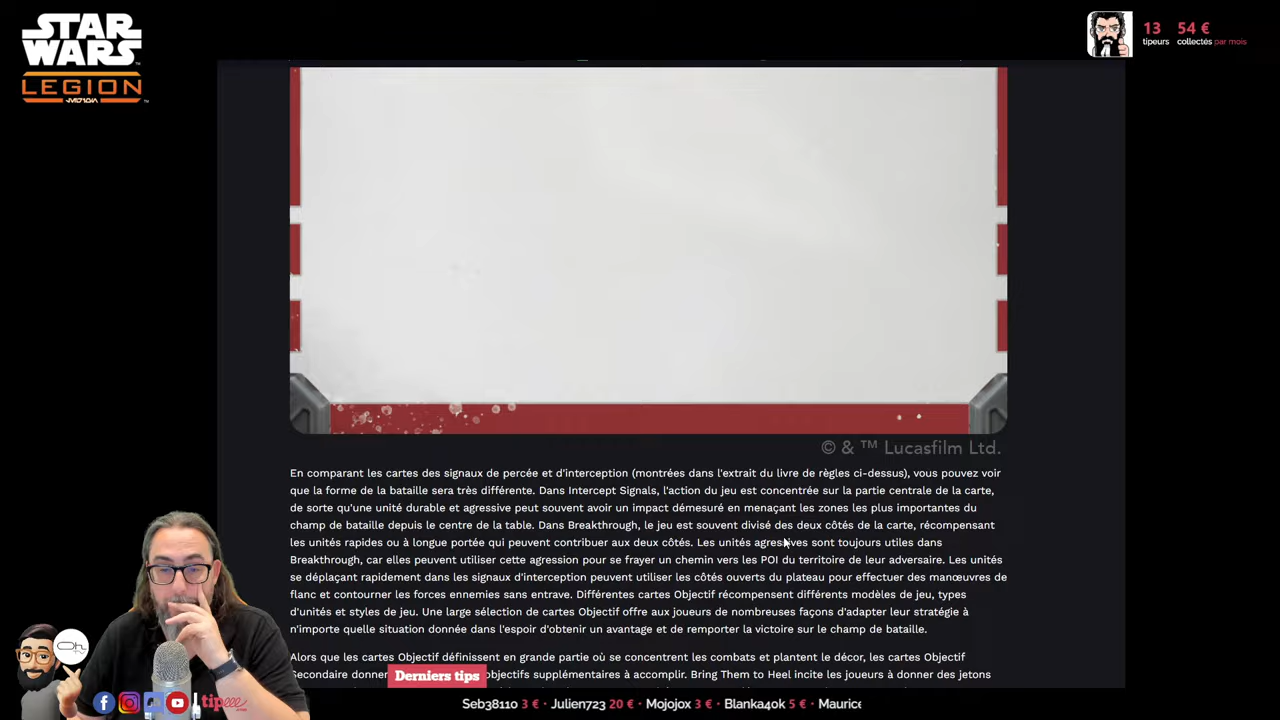 STAR WARS
LEGION
13
tipeurs
54 €
collectés par mois
© & ™ Lucasfilm Ltd.
En comparant les cartes des signaux de percée et d'interception (montrées dans l'extrait du livre de règles ci-dessus), vous pouvez voir
que la forme de la bataille sera très différente. Dans Intercept Signals, l'action du jeu est concentrée sur la partie centrale de la carte,
de sorte qu'une unité durable et agressive peut souvent avoir un impact démesuré en menaçant les zones les plus importantes du
champ de bataille depuis le centre de la table. Dans Breakthrough, le jeu est souvent divisé des deux côtés de la carte, récompensant
les unités rapides ou à longue portée qui peuvent contribuer aux deux côtés. Les unités agressives sont toujours utiles dans
Breakthrough, car elles peuvent utiliser cette agression pour se frayer un chemin vers les POI du territoire de leur adversaire. Les unités
se déplaçant rapidement dans les signaux d'interception peuvent utiliser les côtés ouverts du plateau pour effectuer des manœuvres de
flanc et contourner les forces ennemies sans entrave. Différentes cartes Objectif récompensent différents modèles de jeu, types
d'unités et styles de jeu. Une large sélection de cartes Objectif offre aux joueurs de nombreuses façons d'adapter leur stratégie à
n'importe quelle situation donnée dans l'espoir d'obtenir un avantage et de remporter la victoire sur le champ de bataille.
Alors que les cartes Objectif définissent en grande partie où se concentrent les combats et plantent le décor, les cartes Objectif
Secondaire donner objectifs supplémentaires à accomplir. Bring Them to Heel incite les joueurs à donner des jetons
Derniers tips
Seb38110 3 € • Julien723 20 € • Mojojox 3 € • Blanka40k 5 € • Maurice